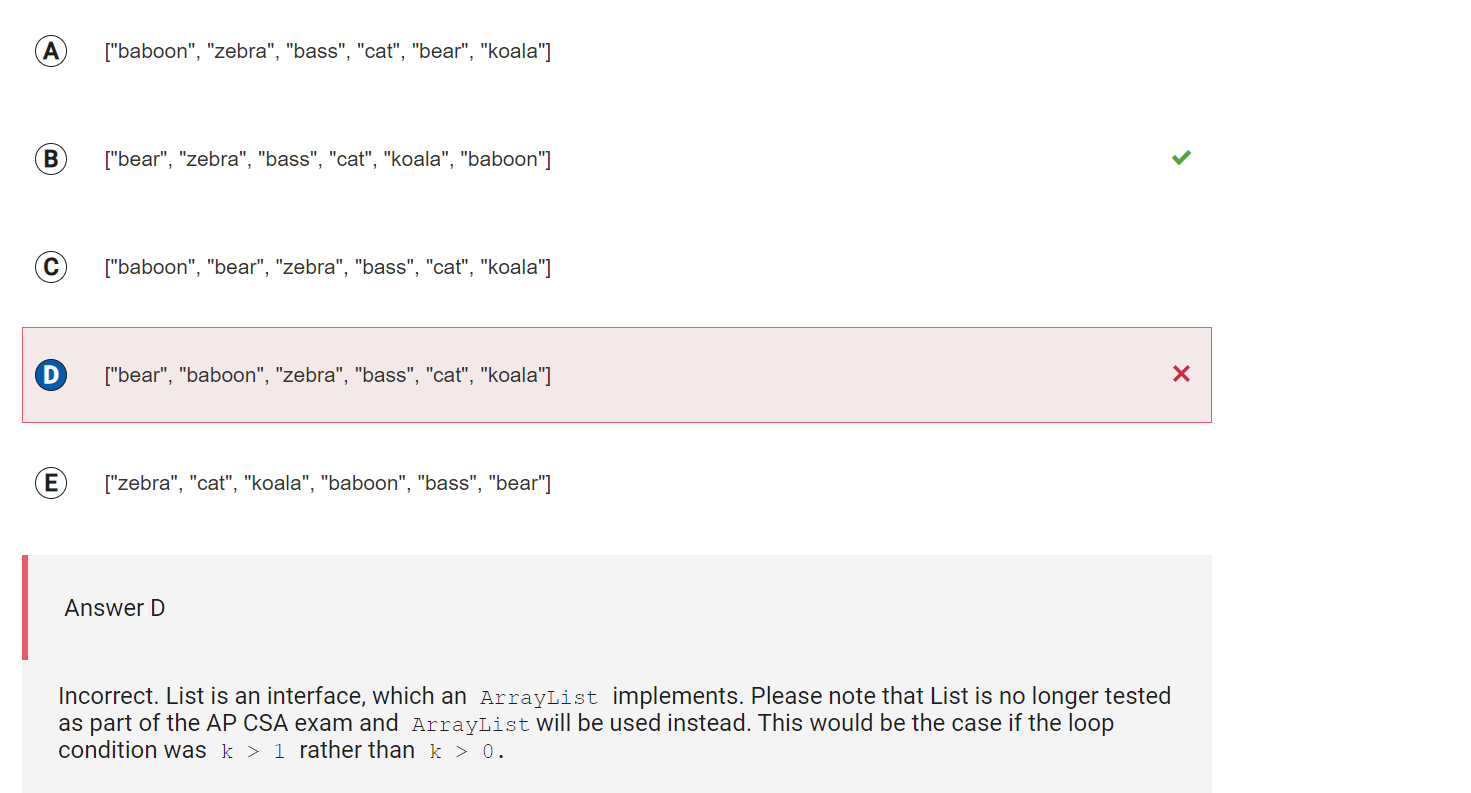 A ["baboon", "zebra", "bass", "cat", "bear", "koala"]
B ["bear", "zebra", "bass", "cat", "koala", "baboon"]
C ["baboon", "bear", "zebra", "bass", "cat", "koala"]
D ["bear", "baboon", "zebra", "bass", "cat", "koala"]
E ["zebra", "cat", "koala", "baboon", "bass", "bear"]
Answer D
Incorrect. List is an interface, which an ArrayList implements. Please note that List is no longer tested
as part of the AP CSA exam and ArrayList will be used instead. This would be the case if the loop
condition was k > 1 rather than k > 0.